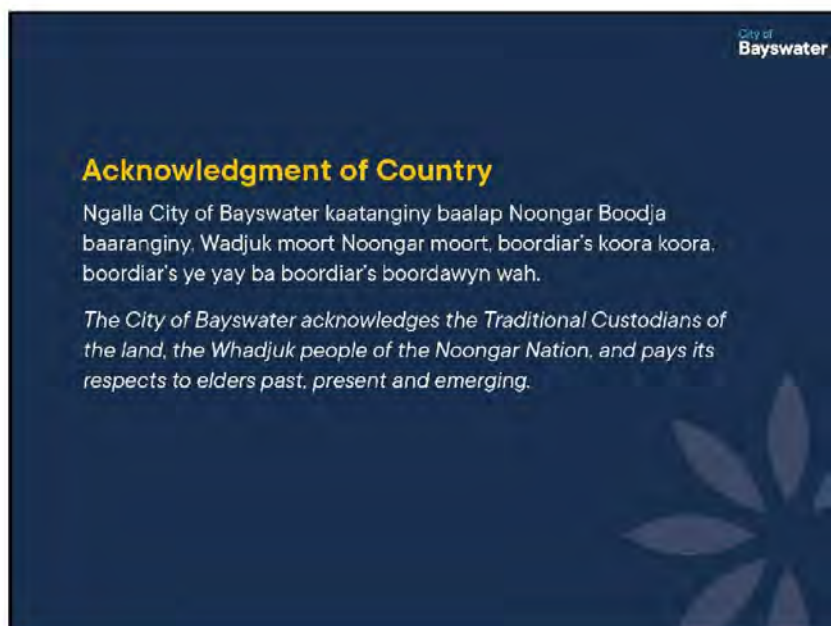 City of
Bayswater
Acknowledgment of Country
Ngalla City of Bayswater kaatanginy baalap Noongar Boodja
baaranginy, Wadjuk moort Noongar moort, boordiar's koora koora,
boordiar's ye yay ba boordiar's boordawyn wah.
The City of Bayswater acknowledges the Traditional Custodians of
the land, the Whadjuk people of the Noongar Nation, and pays its
respects to elders past, present and emerging.